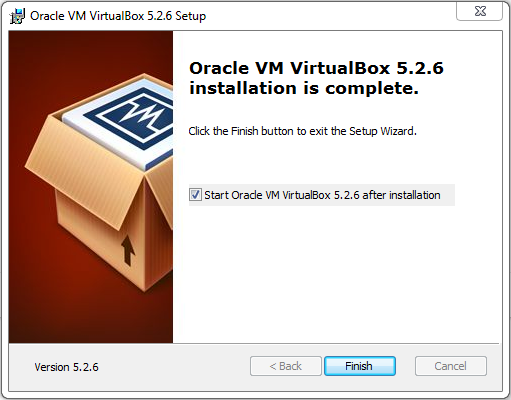 Oracle VM VirtualBox 5.2.6 Setup
Oracle VM VirtualBox 5.2.6
installation is complete.
Click the Finish button to exit the Setup Wizard.
Start Oracle VM VirtualBox 5.2.6 after installation
Version 5.2.6
< Back
Finish
Cancel